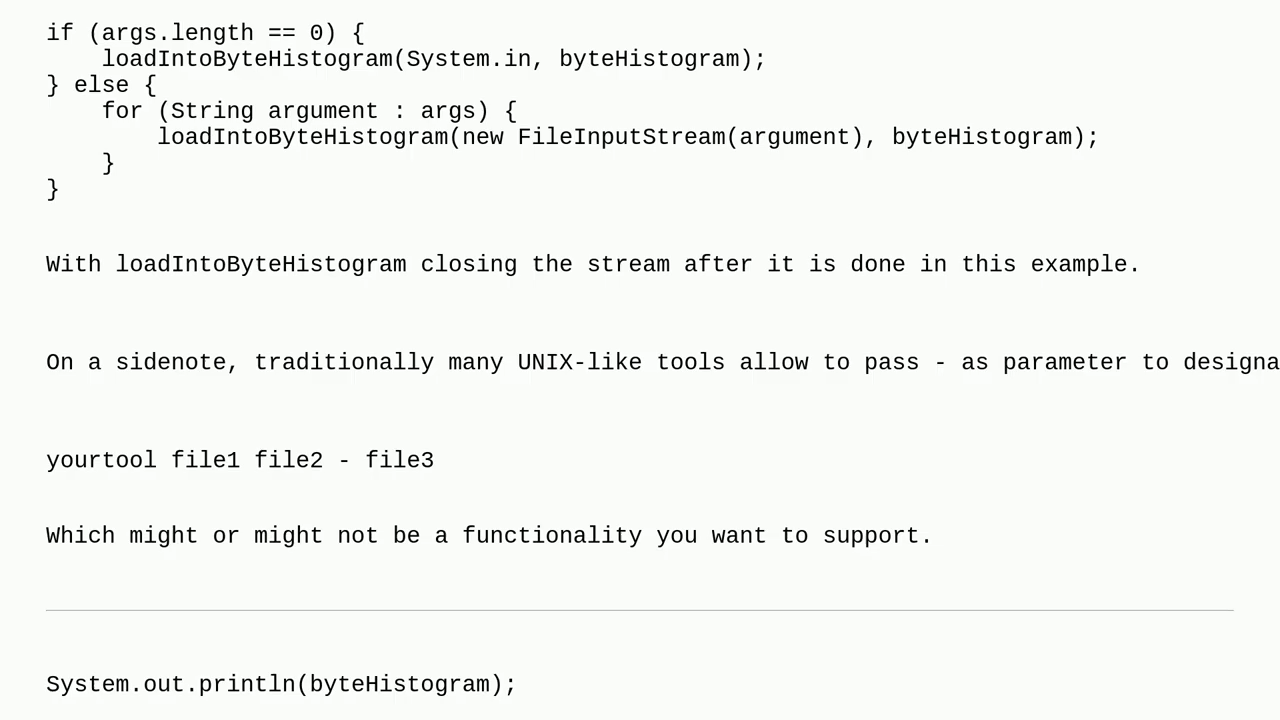 if (args.length == 0) {
    loadIntoByteHistogram(System.in, byteHistogram);
} else {
    for (String argument : args) {
        loadIntoByteHistogram(new FileInputStream(argument), byteHistogram);
    }
}
With loadIntoByteHistogram closing the stream after it is done in this example.
On a sidenote, traditionally many UNIX-like tools allow to pass - as parameter to
yourtool file1 file2 - file3
Which might or might not be a functionality you want to support.
System.out.println(byteHistogram);